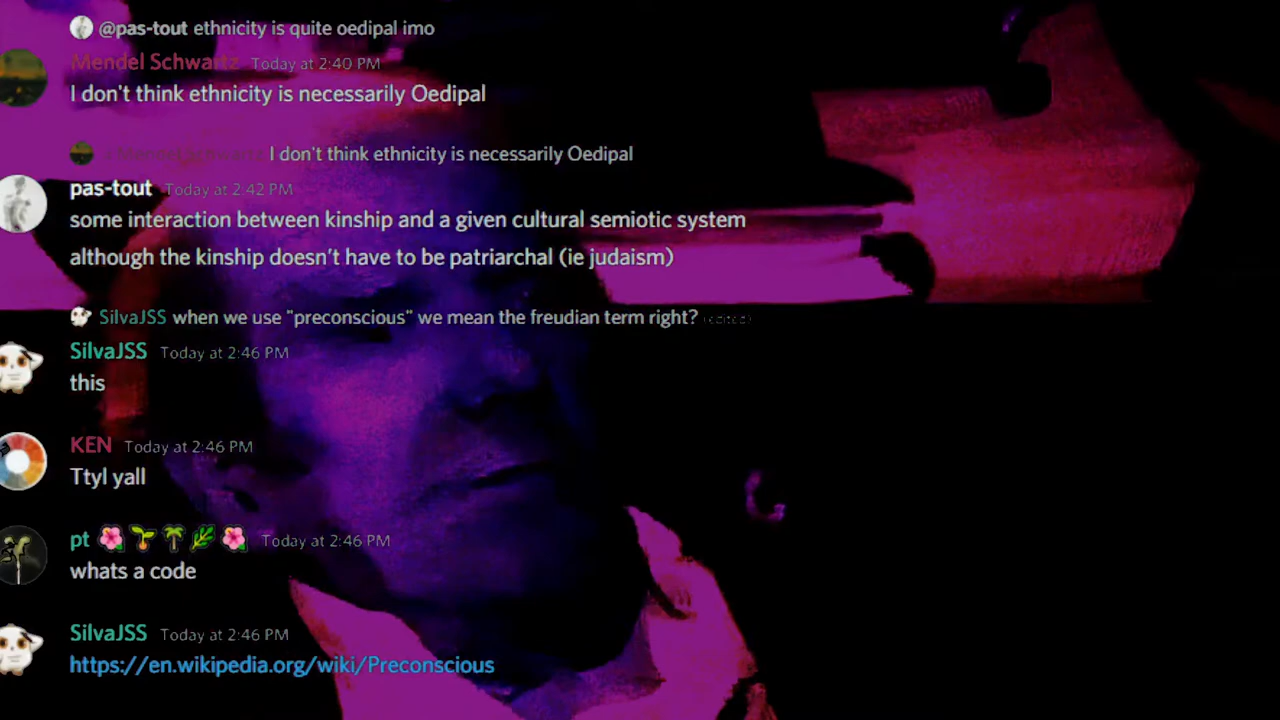 @pas-tout ethnicity is quite oedipal imo
Mendel Schwartz Today at 2:40 PM
I don't think ethnicity is necessarily Oedipal
Mendel Schwartz I don't think ethnicity is necessarily Oedipal
pas-tout Today at 2:42 PM
some interaction between kinship and a given cultural semiotic system
although the kinship doesn't have to be patriarchal (ie judaism)
SilvaJSS when we use "preconscious" we mean the freudian term right? (edited)
SilvaJSS Today at 2:46 PM
this
KEN Today at 2:46 PM
Ttyl yall
pt 🌺🌱🌴🌿🌺 Today at 2:46 PM
whats a code
SilvaJSS Today at 2:46 PM
https://en.wikipedia.org/wiki/Preconscious